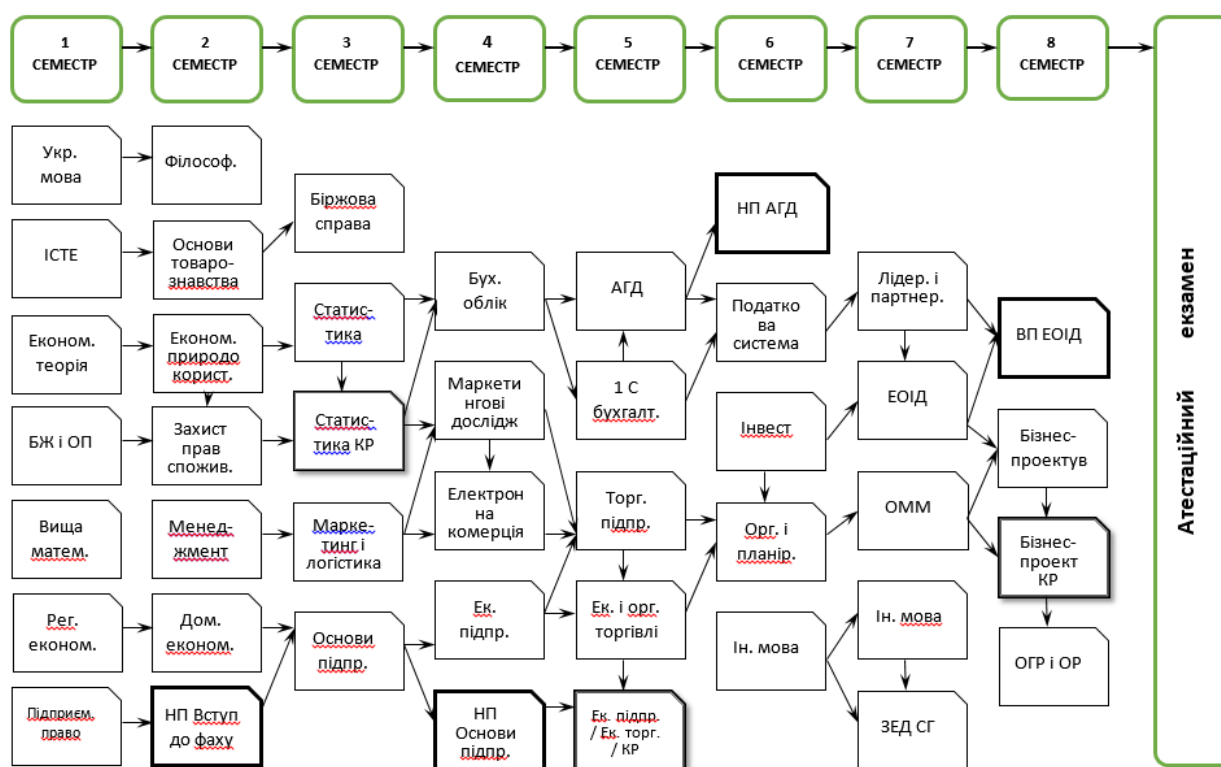 1
СЕМЕСТР
2
СЕМЕСТР
3
СЕМЕСТР
4
СЕМЕСТР
5
СЕМЕСТР
6
СЕМЕСТР
7
СЕМЕСТР
8
СЕМЕСТР
Атестаційний екзамен
Укр.
мова
ІСТЕ
Економ.
теорія
БЖ і ОП
Вища
матем.
Рег.
економ.
Підприєм.
право
Філософ.
Основи
товаро-
знавства
Економ.
природо
корист.
Захист
прав
спожив.
Менед-
жмент
Дом.
економ.
НП Вступ
до фаху
Біржова
справа
Статис-
тика
Статис-
тика КР
Марке-
тинг і
логістика
Основи
підпр.
Бух.
облік
Маркети
нгові
дослідж
Електрон
на
комерція
Ек.
підпр.
НП
Основи
підпр.
АГД
1 С
бухгалт.
Торг.
підпр.
Ек. і орг.
торгівлі
Ек. підпр.
/ Ек. торг.
/ КР
НП АГД
Податко
ва
система
Інвест
Орг. і
планір.
Ін. мова
Лідер. і
партнер.
ЕОІД
ОММ
Ін. мова
ЗЕД СГ
ВП ЕОІД
Бізнес-
проектув
Бізнес-
проект
КР
ОГР і ОР